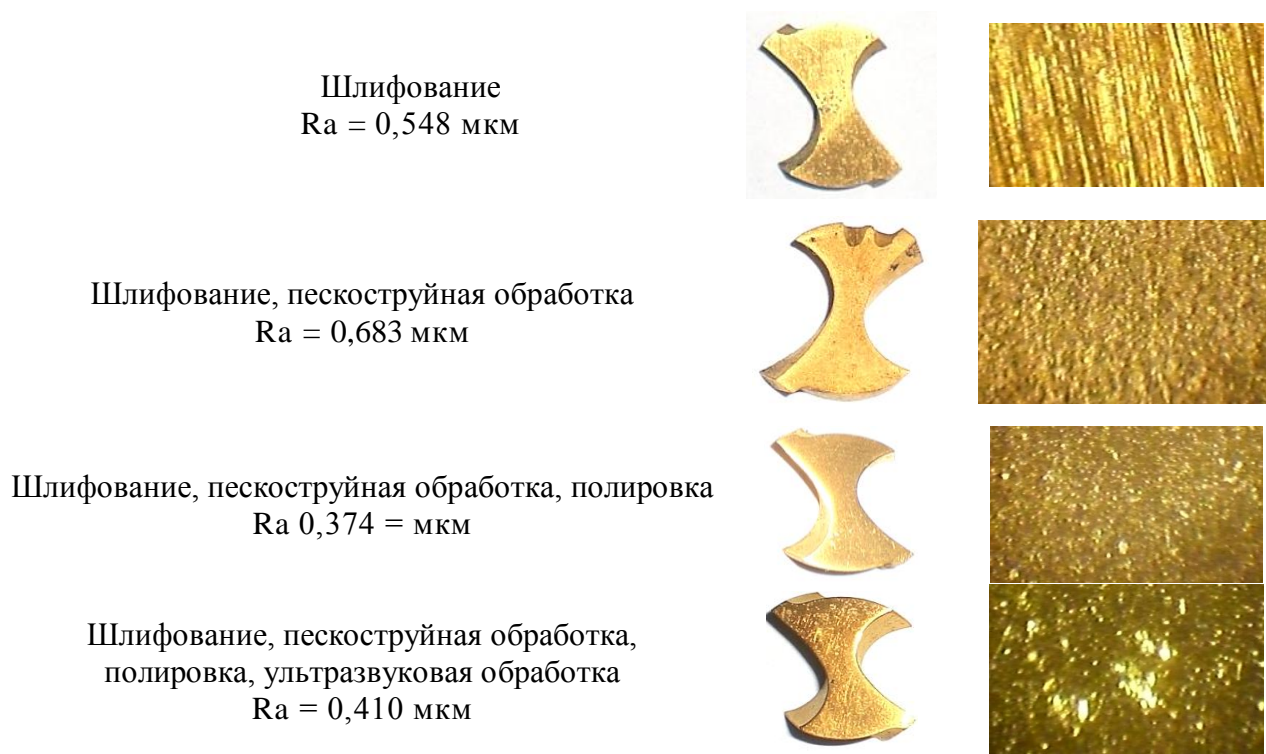 Шлифование
Ra = 0,548 мкм
Шлифование, пескоструйная обработка
Ra = 0,683 мкм
Шлифование, пескоструйная обработка, полировка
Ra 0,374 = мкм
Шлифование, пескоструйная обработка,
полировка, ультразвуковая обработка
Ra = 0,410 мкм